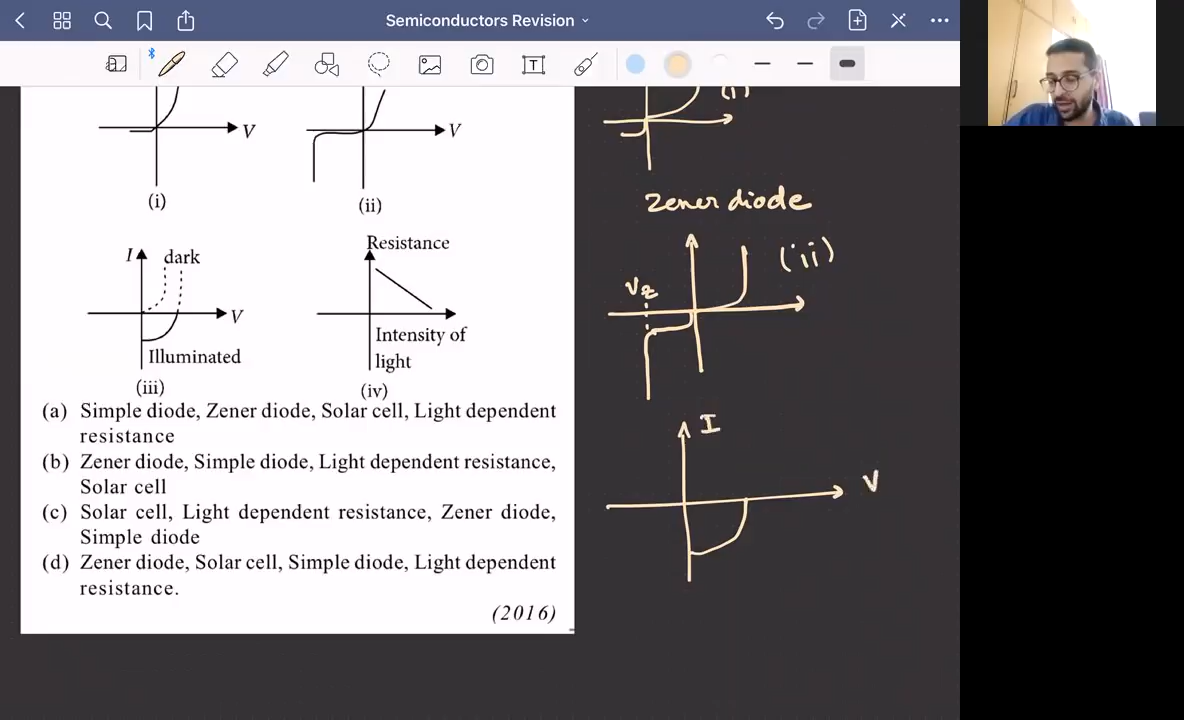 Semiconductors Revision
V
V
(i)
(ii)
(i)
Zener diode
Vz
(ii)
I
dark
V
Illuminated
(iii)
Resistance
Intensity of
light
(iv)
I
V
(a) Simple diode, Zener diode, Solar cell, Light dependent
resistance
(b) Zener diode, Simple diode, Light dependent resistance,
Solar cell
(c) Solar cell, Light dependent resistance, Zener diode,
Simple diode
(d) Zener diode, Solar cell, Simple diode, Light dependent
resistance.
(2016)
T